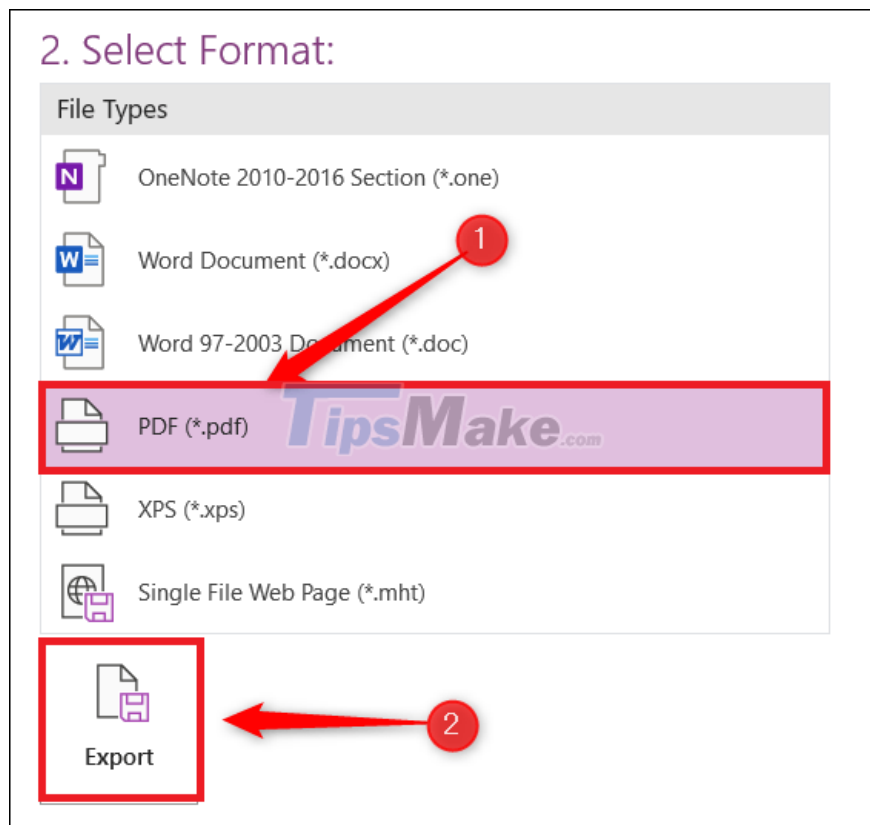 2. Select Format:
File Types
N
OneNote 2010-2016 Section (*.one)
1
W
Word Document (*.docx)
W
Word 97-2003 Document (*.doc)
PDF (*.pdf)
TipsMake.com
XPS (*.xps)
Single File Web Page (*.mht)
Export
2